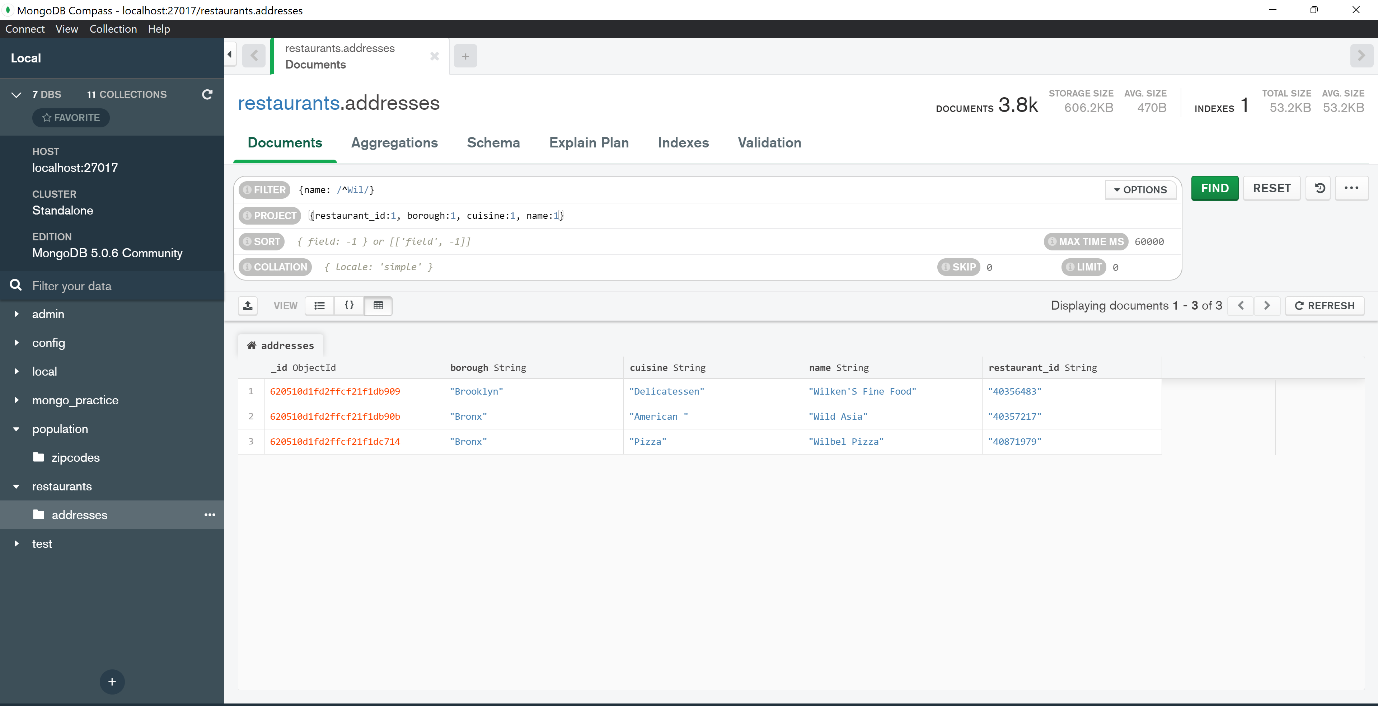 MongoDB Compass - localhost:27017/restaurants.addresses
Connect View Collection Help
Local
7 DBS 11 COLLECTIONS
FAVORITE
HOST
localhost:27017
CLUSTER
Standalone
EDITION
MongoDB 5.0.6 Community
Filter your data
admin
config
local
mongo_practice
population
zipcodes
restaurants
addresses
test
restaurants.addresses
Documents
restaurants.addresses
DOCUMENTS 3.8k STORAGE SIZE 606.2KB AVG. SIZE 470B INDEXES 1 TOTAL SIZE 53.2KB AVG. SIZE 53.2KB
Documents Aggregations Schema Explain Plan Indexes Validation
FILTER {name: /^Wil/} OPTIONS FIND RESET
PROJECT {restaurant_id:1, borough:1, cuisine:1, name:1}
SORT { field: -1 } or [['field', -1]] MAX TIME MS 60000
COLLATION { locale: 'simple' } SKIP 0 LIMIT 0
VIEW {} Displaying documents 1 - 3 of 3 REFRESH
addresses
_id ObjectId borough String cuisine String name String restaurant_id String
1 620510d1fd2ffcf21f1db909 "Brooklyn" "Delicatessen" "Wilken'S Fine Food" "40356483"
2 620510d1fd2ffcf21f1db90b "Bronx" "American " "Wild Asia" "40357217"
3 620510d1fd2ffcf21f1dc714 "Bronx" "Pizza" "Wilbel Pizza" "40871979"